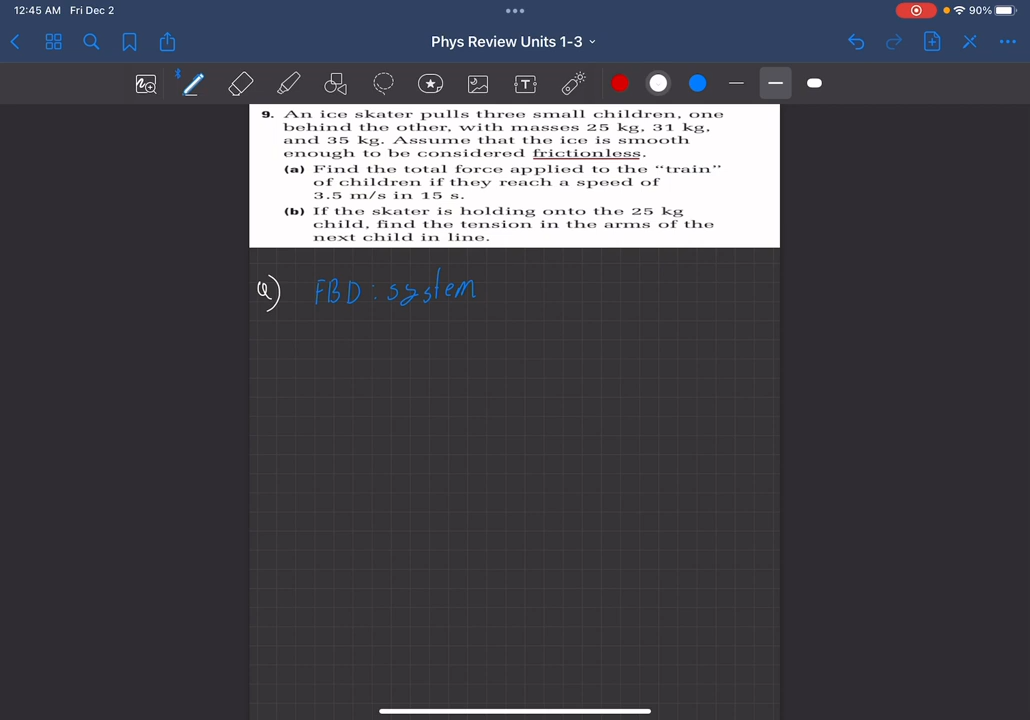 12:45 AM Fri Dec 2
90%
Phys Review Units 1-3
9. An ice skater pulls three small children, one
behind the other, with masses 25 kg, 31 kg,
and 35 kg. Assume that the ice is smooth
enough to be considered frictionless.
(a) Find the total force applied to the “train”
of children if they reach a speed of
3.5 m/s in 15 s.
(b) If the skater is holding onto the 25 kg
child, find the tension in the arms of the
next child in line.
a) FBD: system